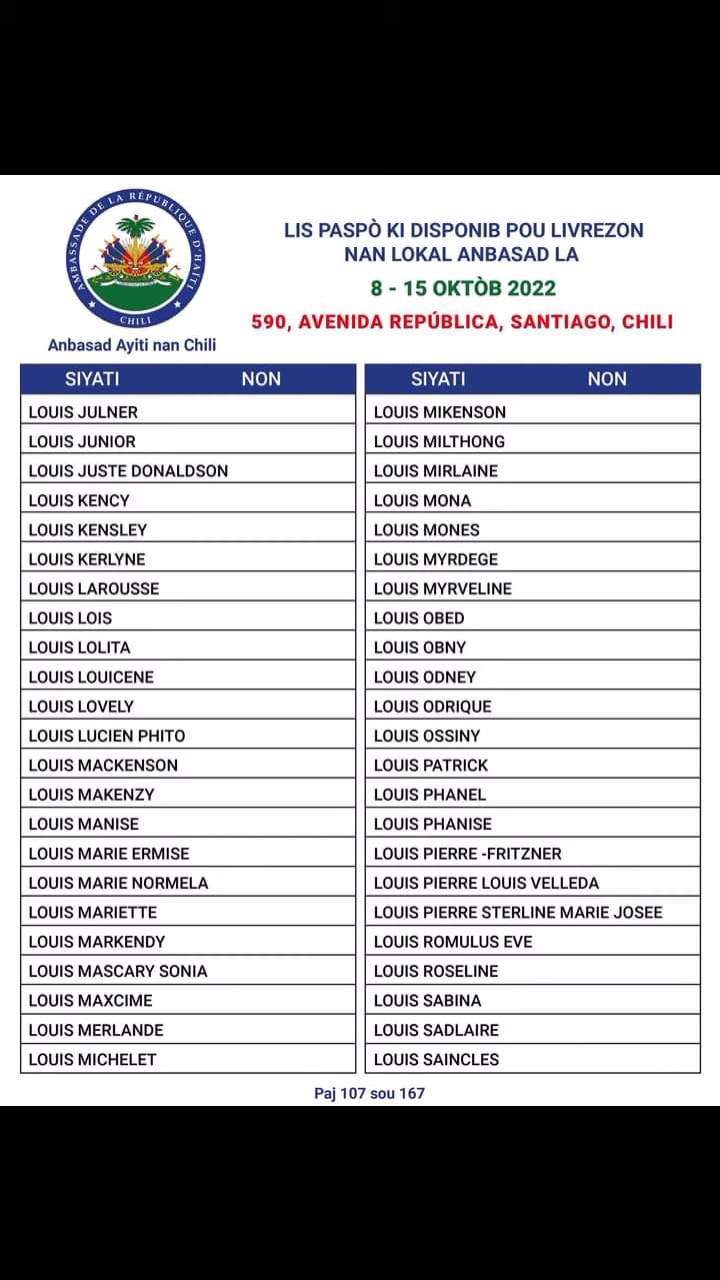 AMBASSADE DE LA RÉPUBLIQUE D'HAITI
CHILI
Anbasad Ayiti nan Chili
LIS PASPÒ KI DISPONIB POU LIVREZON
NAN LOKAL ANBASAD LA
8 - 15 OKTÒB 2022
590, AVENIDA REPÚBLICA, SANTIAGO, CHILI
SIYATI NON
LOUIS JULNER
LOUIS JUNIOR
LOUIS JUSTE DONALDSON
LOUIS KENCY
LOUIS KENSLEY
LOUIS KERLYNE
LOUIS LAROUSSE
LOUIS LOIS
LOUIS LOLITA
LOUIS LOUICENE
LOUIS LOVELY
LOUIS LUCIEN PHITO
LOUIS MACKENSON
LOUIS MAKENZY
LOUIS MANISE
LOUIS MARIE ERMISE
LOUIS MARIE NORMELA
LOUIS MARIETTE
LOUIS MARKENDY
LOUIS MASCARY SONIA
LOUIS MAXCIME
LOUIS MERLANDE
LOUIS MICHELET
SIYATI NON
LOUIS MIKENSON
LOUIS MILTHONG
LOUIS MIRLAINE
LOUIS MONA
LOUIS MONES
LOUIS MYRDEGE
LOUIS MYRVELINE
LOUIS OBED
LOUIS OBNY
LOUIS ODNEY
LOUIS ODRIQUE
LOUIS OSSINY
LOUIS PATRICK
LOUIS PHANEL
LOUIS PHANISE
LOUIS PIERRE -FRITZNER
LOUIS PIERRE LOUIS VELLEDA
LOUIS PIERRE STERLINE MARIE JOSEE
LOUIS ROMULUS EVE
LOUIS ROSELINE
LOUIS SABINA
LOUIS SADLAIRE
LOUIS SAINCLES
Paj 107 sou 167